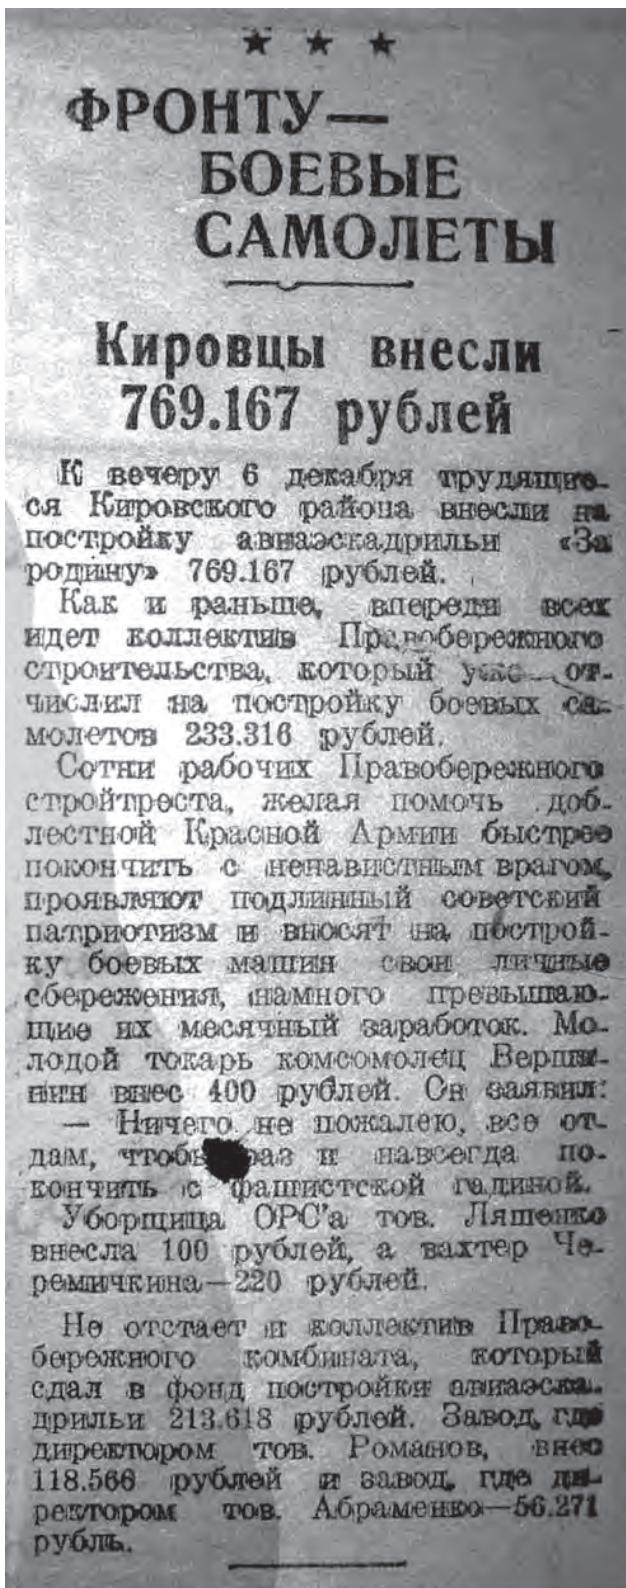 ★ ★ ★
ФРОНТУ—
БОЕВЫЕ
САМОЛЕТЫ
Кировцы внесли
769.167 рублей
К вечеру 6 декабря трудящие-
ся Кировского района внесли на
постройку авиаэскадрильи «За
родину» 769.167 рублей.
Как и раньше, впереди всех
идет коллектив Правобережного
строительства, который уже от-
числил на постройку боевых са-
молетов 233.316 рублей.
Сотни рабочих Правобережного
стройтреста, желая помочь доб-
лестной Красной Армии быстрее
покончить с ненавистным врагом,
проявляют подлинный советский
патриотизм и вносят на построй-
ку боевых машин свои личные
сбережения, намного превышаю-
щие их месячный заработок. Мо-
лодой токарь комсомолец Верши-
нин внес 400 рублей. Он заявил:
— Ничего не пожалею, все от-
дам, чтобы раз и навсегда по-
кончить с фашистской гадиной.
Уборщица ОРС'а тов. Ляшенко
внесла 100 рублей, а вахтер Че-
ремичкина—220 рублей.
Не отстает и коллектив Право-
бережного комбината, который
сдал в фонд постройки авиаэска-
дрильи 213.618 рублей. Завод, где
директором тов. Романов, внес
118.566 рублей и завод, где ди-
ректором тов. Абраменко—56.271
рубль.